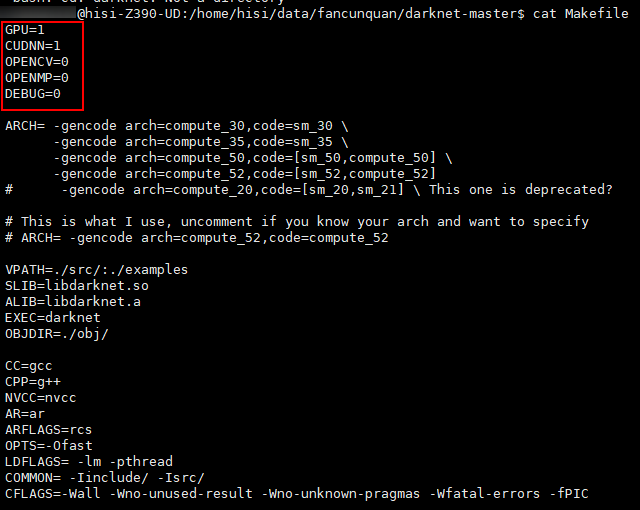 @hisi-Z390-UD:/home/hisi/data/fancunquan/darknet-master$ cat Makefile
GPU=1
CUDNN=1
OPENCV=0
OPENMP=0
DEBUG=0
ARCH= -gencode arch=compute_30,code=sm_30 \
-gencode arch=compute_35,code=sm_35 \
-gencode arch=compute_50,code=[sm_50,compute_50] \
-gencode arch=compute_52,code=[sm_52,compute_52]
# -gencode arch=compute_20,code=[sm_20,sm_21] \ This one is deprecated?
# This is what I use, uncomment if you know your arch and want to specify
# ARCH= -gencode arch=compute_52,code=compute_52
VPATH=./src/:./examples
SLIB=libdarknet.so
ALIB=libdarknet.a
EXEC=darknet
OBJDIR=./obj/
CC=gcc
CPP=g++
NVCC=nvcc
AR=ar
ARFLAGS=rcs
OPTS=-Ofast
LDFLAGS= -lm -pthread
COMMON= -Iinclude/ -Isrc/
CFLAGS=-Wall -Wno-unused-result -Wno-unknown-pragmas -Wfatal-errors -fPIC